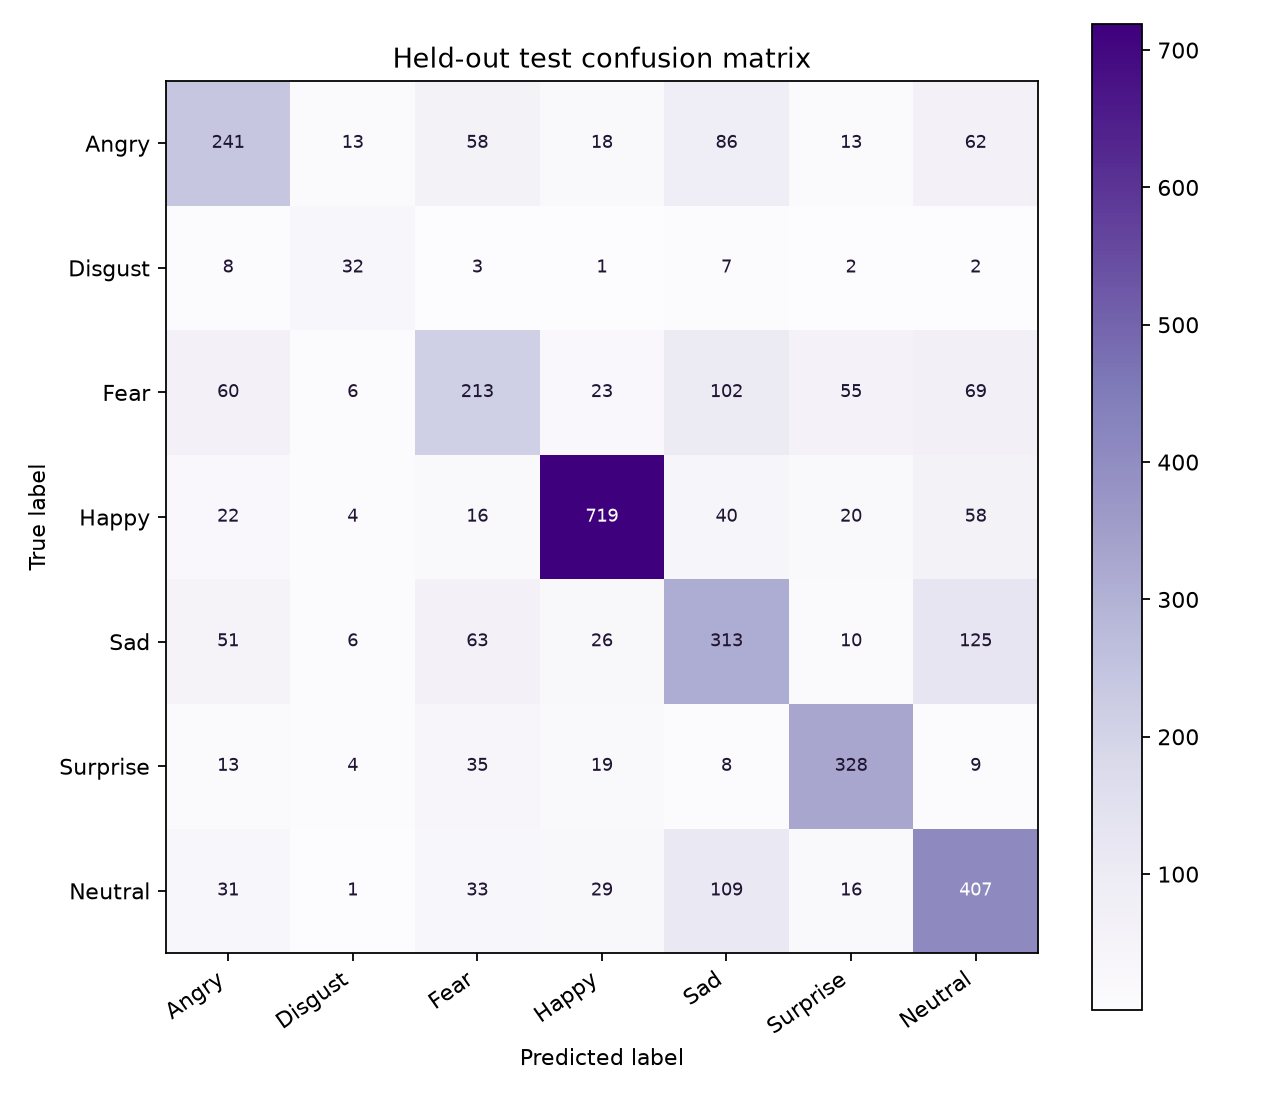 Held-out test confusion matrix
True label
Angry 241 13 58 18 86 13 62
Disgust 8 32 3 1 7 2 2
Fear 60 6 213 23 102 55 69
Happy 22 4 16 719 40 20 58
Sad 51 6 63 26 313 10 125
Surprise 13 4 35 19 8 328 9
Neutral 31 1 33 29 109 16 407
Angry Disgust Fear Happy Sad Surprise Neutral
Predicted label
700
600
500
400
300
200
100